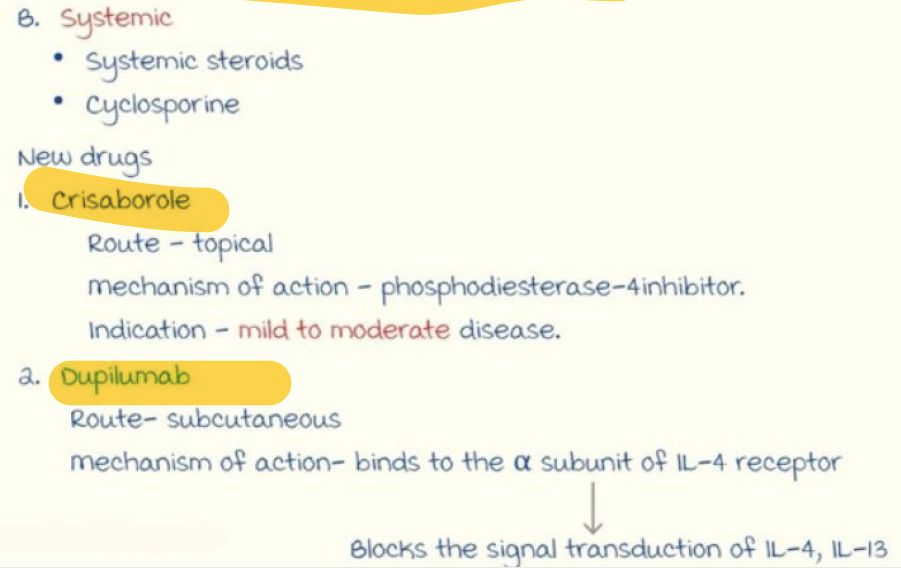 B. Systemic
• Systemic steroids
• Cyclosporine
New drugs
1. Crisaborole
Route - topical
mechanism of action - phosphodiesterase-4inhibitor.
Indication - mild to moderate disease.
2. Dupilumab
Route- subcutaneous
mechanism of action- binds to the α subunit of IL-4 receptor
Blocks the signal transduction of IL-4, IL-13